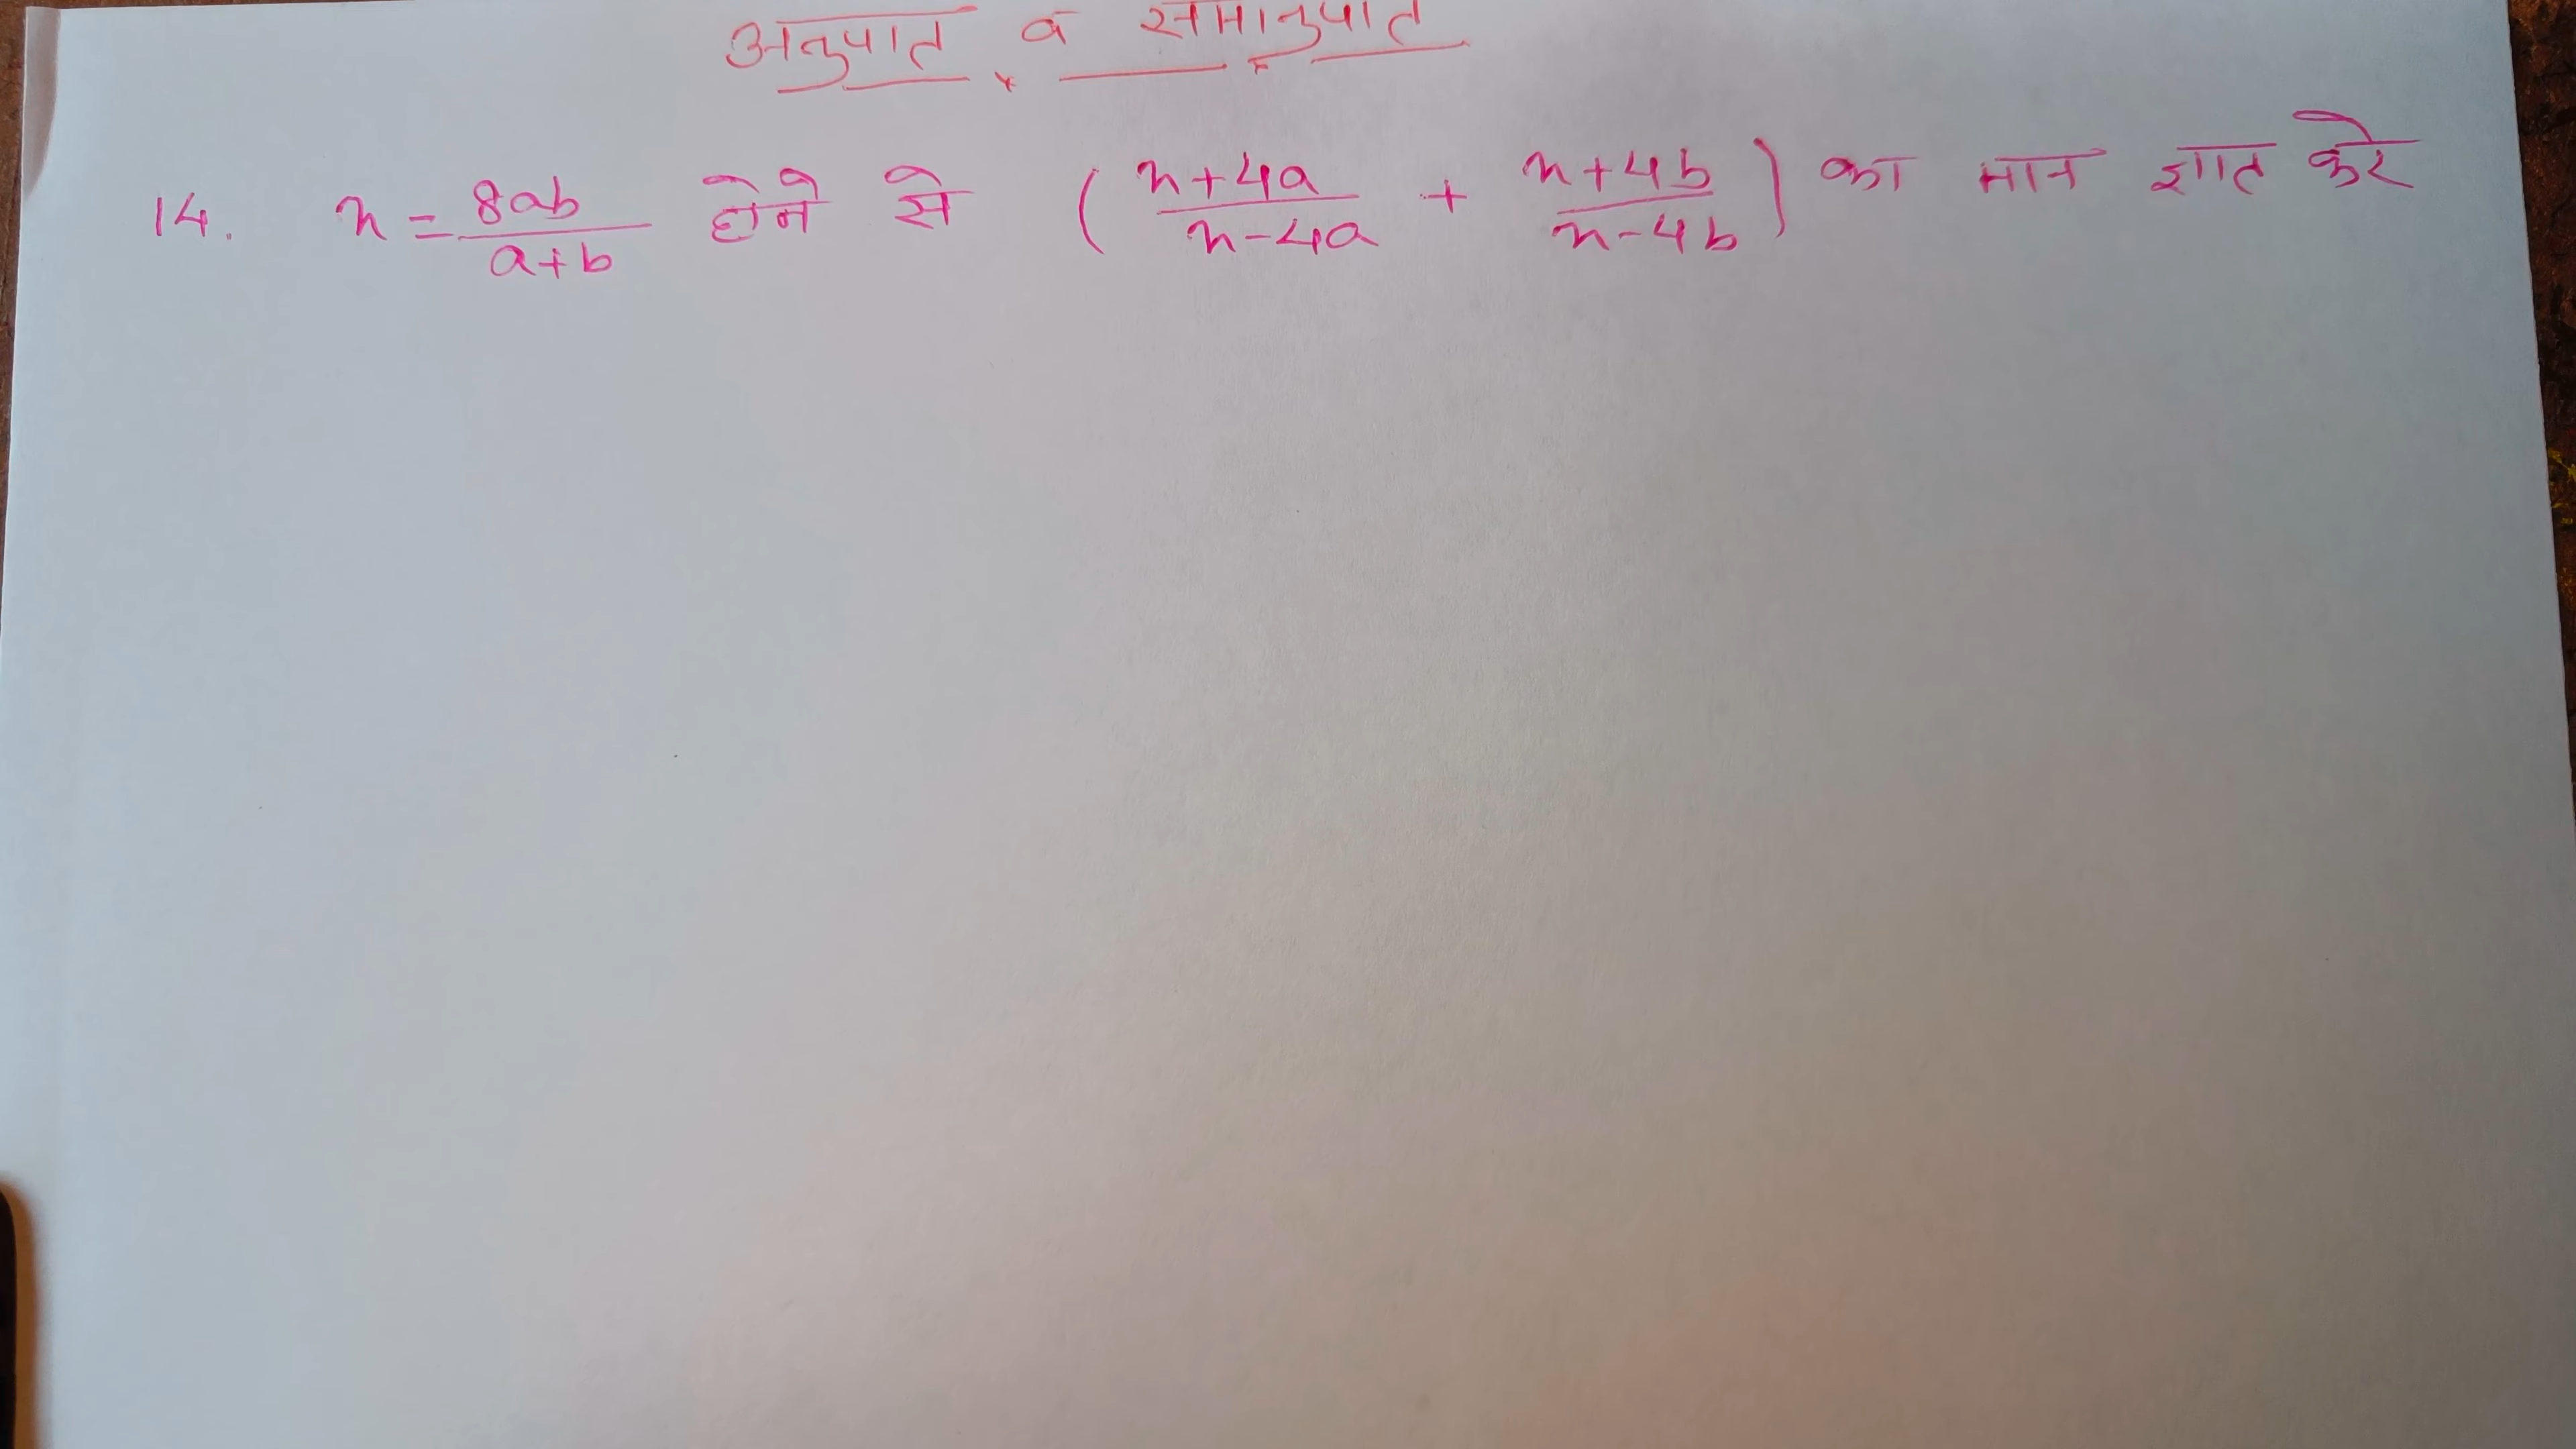 अनुपात व समानुपात
14. x = 8ab/a+b होने से (x+4a/x-4a + x+4b/x-4b) का मान ज्ञात करे